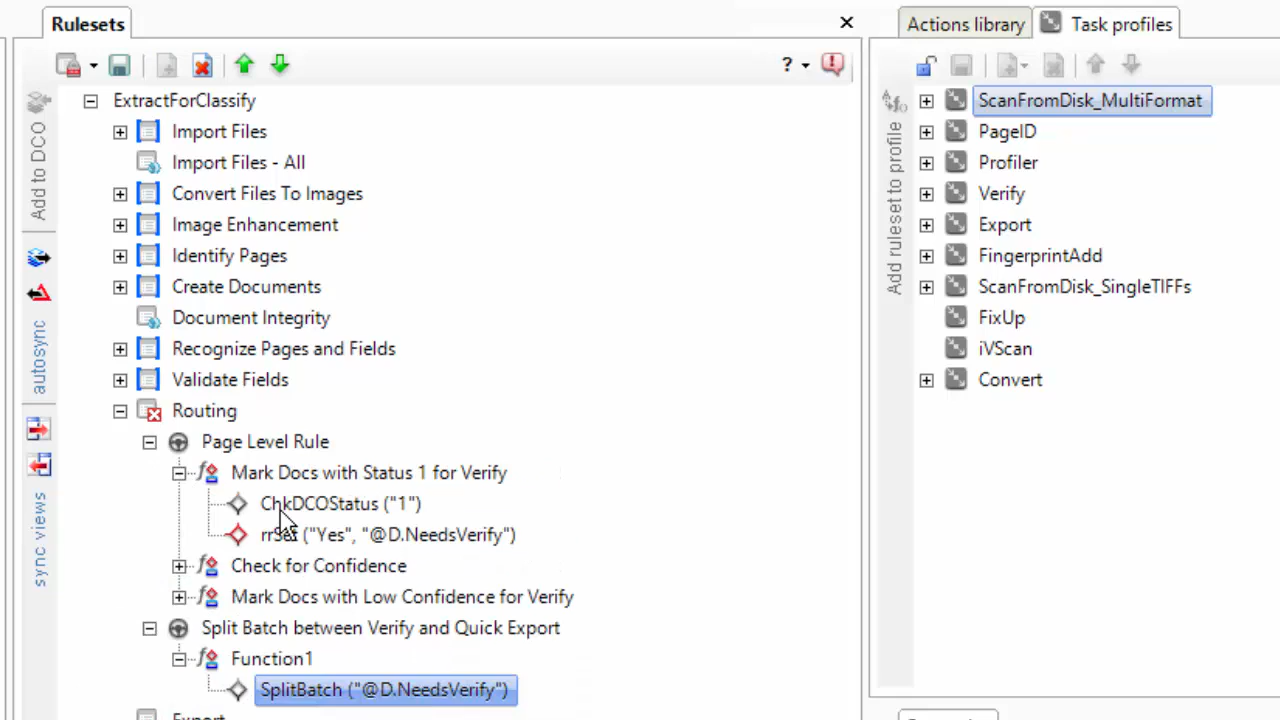 Rulesets
?
Add to DCO
autosync
sync views
ExtractForClassify
Import Files
Import Files - All
Convert Files To Images
Image Enhancement
Identify Pages
Create Documents
Document Integrity
Recognize Pages and Fields
Validate Fields
Routing
Page Level Rule
Mark Docs with Status 1 for Verify
ChkDCOStatus ("1")
rrSet ("Yes", "@D.NeedsVerify")
Check for Confidence
Mark Docs with Low Confidence for Verify
Split Batch between Verify and Quick Export
Function1
SplitBatch ("@D.NeedsVerify")
Export
Actions library
Task profiles
Add ruleset to profile
ScanFromDisk_MultiFormat
PageID
Profiler
Verify
Export
FingerprintAdd
ScanFromDisk_SingleTIFFs
FixUp
iVScan
Convert